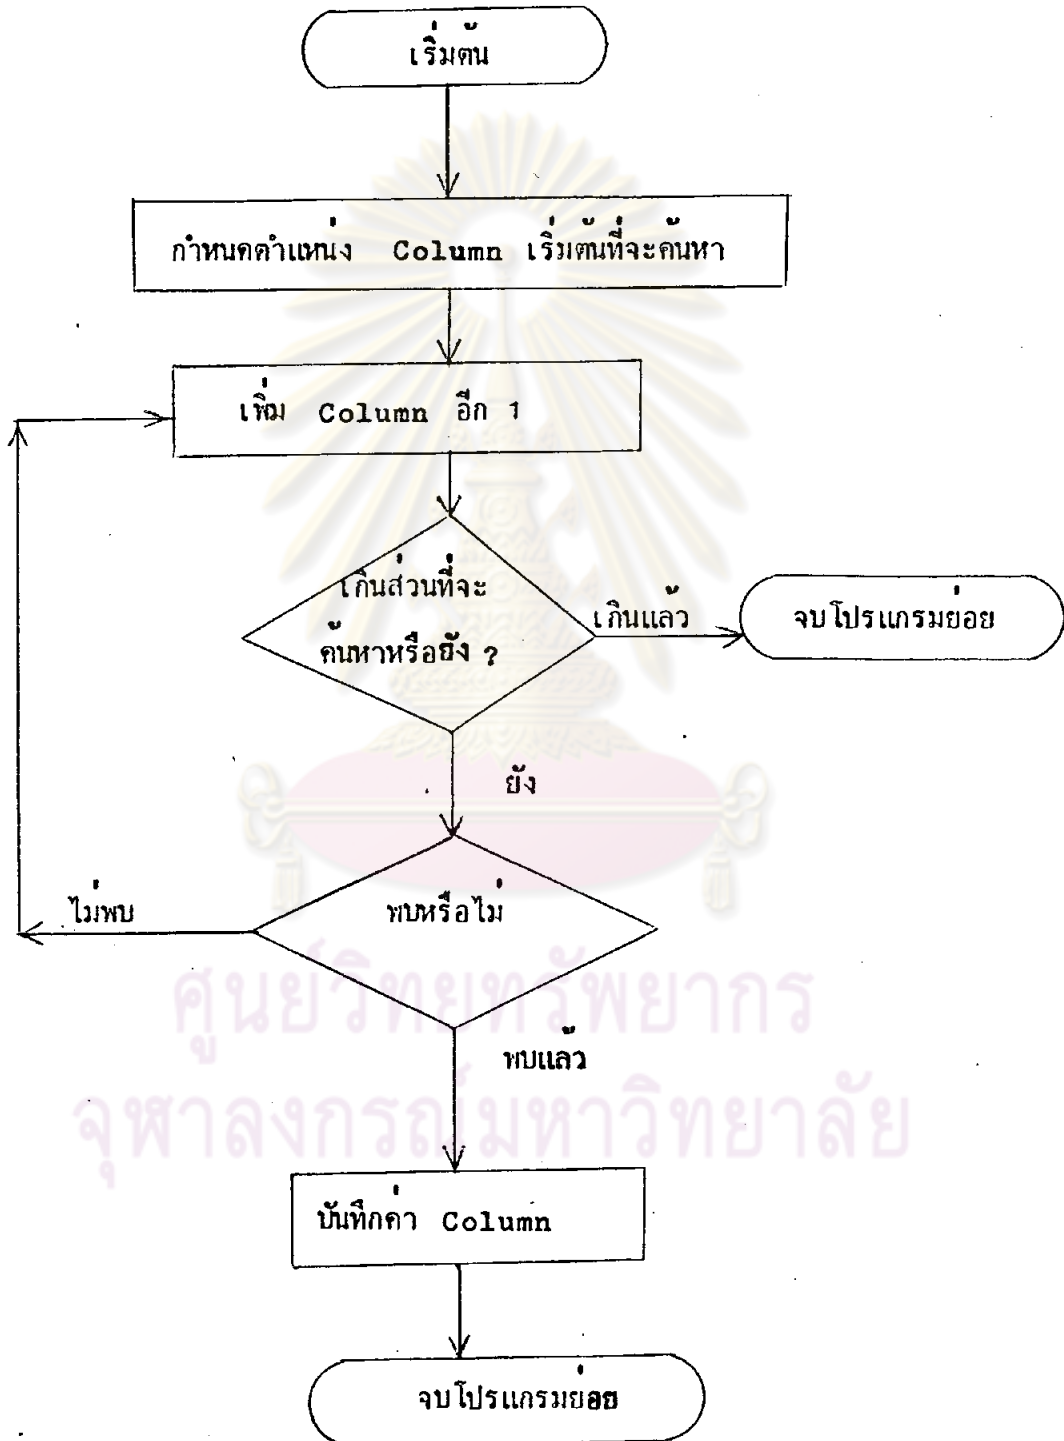 เริ่มต้น
กำหนดตำแหน่ง Column เริ่มต้นที่จะค้นหา
เพิ่ม Column อีก 1
เกินส่วนที่จะ
ค้นหาหรือยัง ?
เกินแล้ว
จบโปรแกรมย่อย
ยัง
พบหรือไม่
ไม่พบ
พบแล้ว
บันทึกค่า Column
จบโปรแกรมย่อย
ศูนย์วิทยทรัพยากร
จุฬาลงกรณ์มหาวิทยาลัย